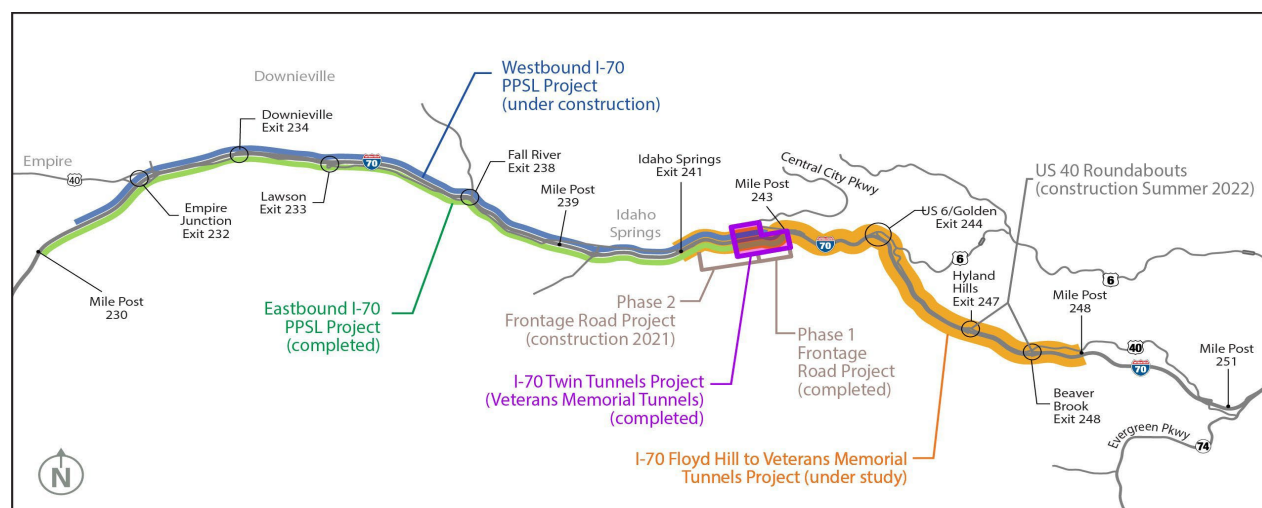 Downieville
Westbound I-70
PPSL Project
(under construction)
Downieville
Exit 234
Empire
40
70
Lawson
Exit 233
Fall River
Exit 238
Idaho Springs
Exit 241
Central City Pkwy
US 40 Roundabouts
(construction Summer 2022)
Mile Post
243
US 6/Golden
Exit 244
Empire
Junction
Exit 232
Mile Post
239
Idaho
Springs
70
6
6
Mile Post
230
Eastbound I-70
PPSL Project
(completed)
Phase 2
Frontage Road Project
(construction 2021)
Phase 1
Frontage
Road Project
(completed)
Hyland
Hills
Exit 247
Mile Post
248
40
70
Mile Post
251
I-70 Twin Tunnels Project
(Veterans Memorial Tunnels)
(completed)
Beaver
Brook
Exit 248
Evergreen Pkwy
74
I-70 Floyd Hill to Veterans Memorial
Tunnels Project (under study)
N